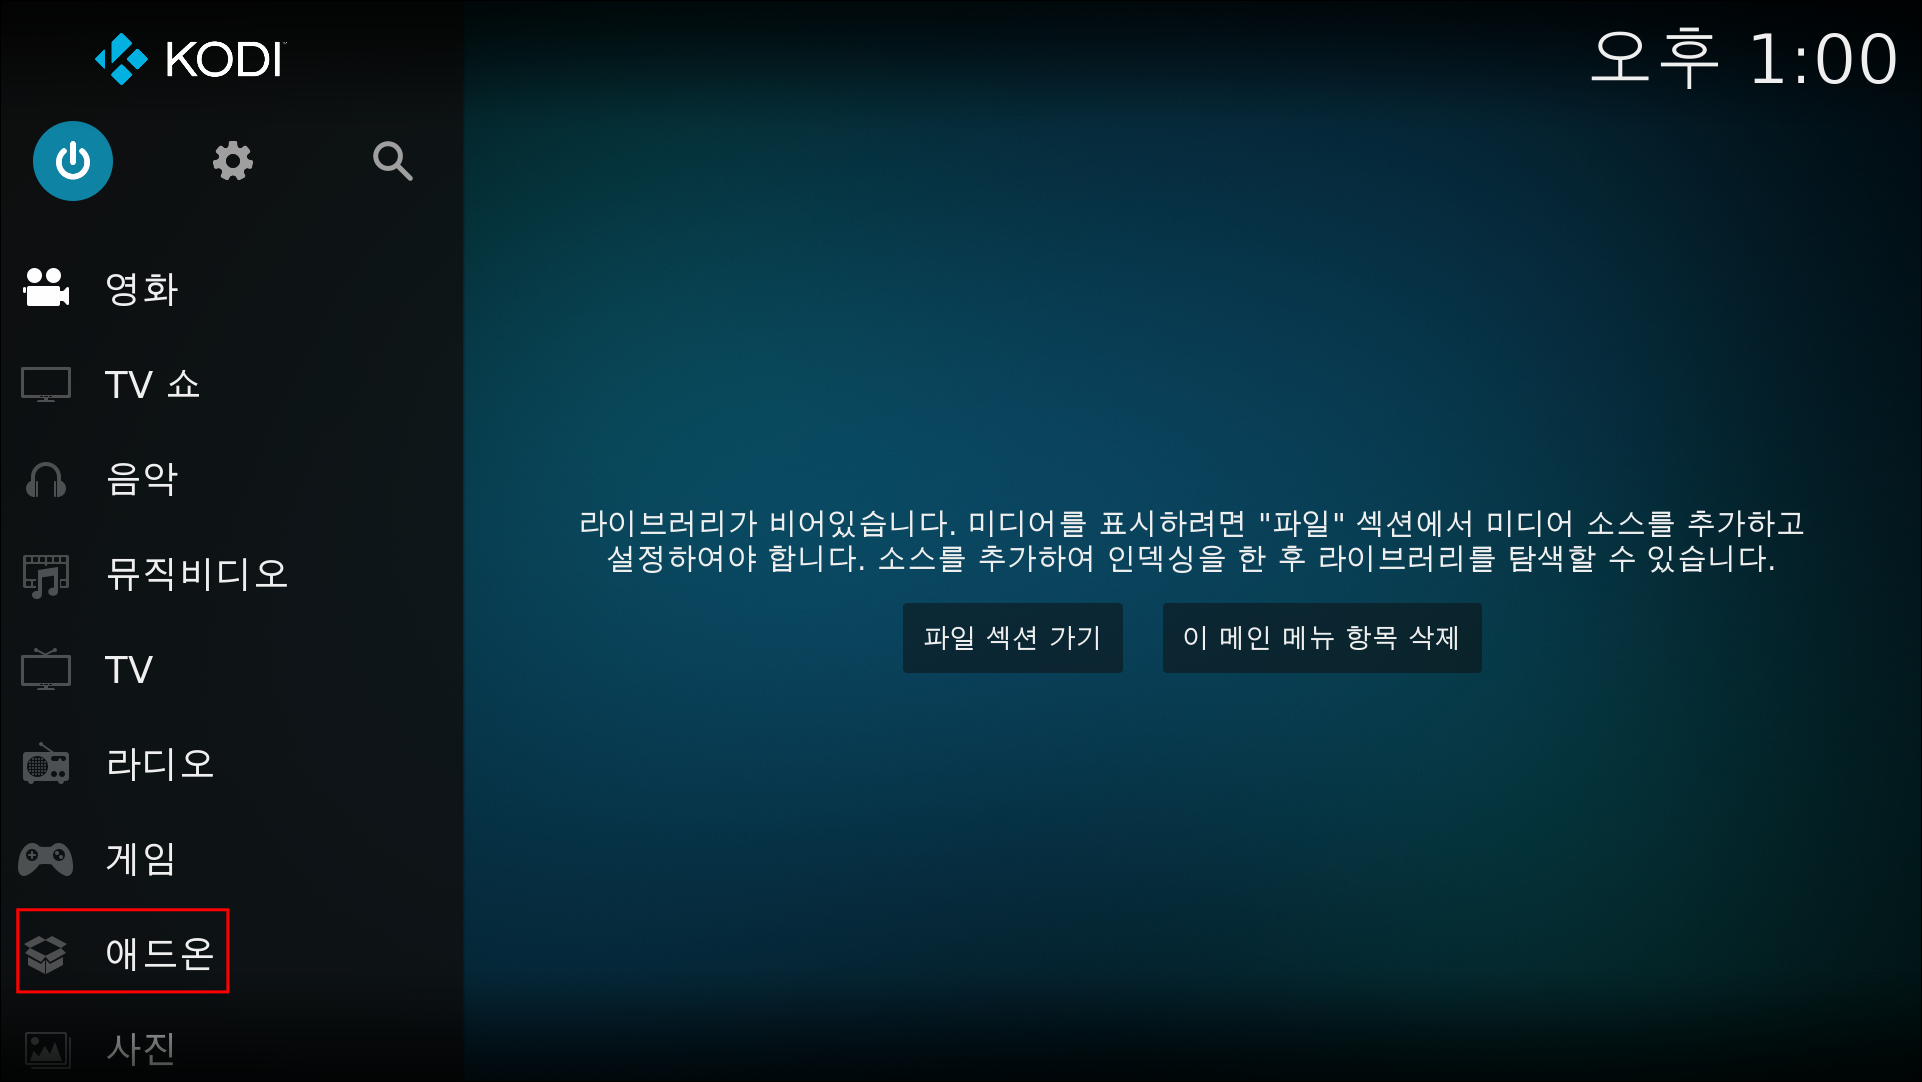 KODI
오후 1:00
영화
TV 쇼
음악
뮤직비디오
TV
라디오
게임
애드온
사진
라이브러리가 비어있습니다. 미디어를 표시하려면 "파일" 섹션에서 미디어 소스를 추가하고
설정하여야 합니다. 소스를 추가하여 인덱싱을 한 후 라이브러리를 탐색할 수 있습니다.
파일 섹션 가기
이 메인 메뉴 항목 삭제